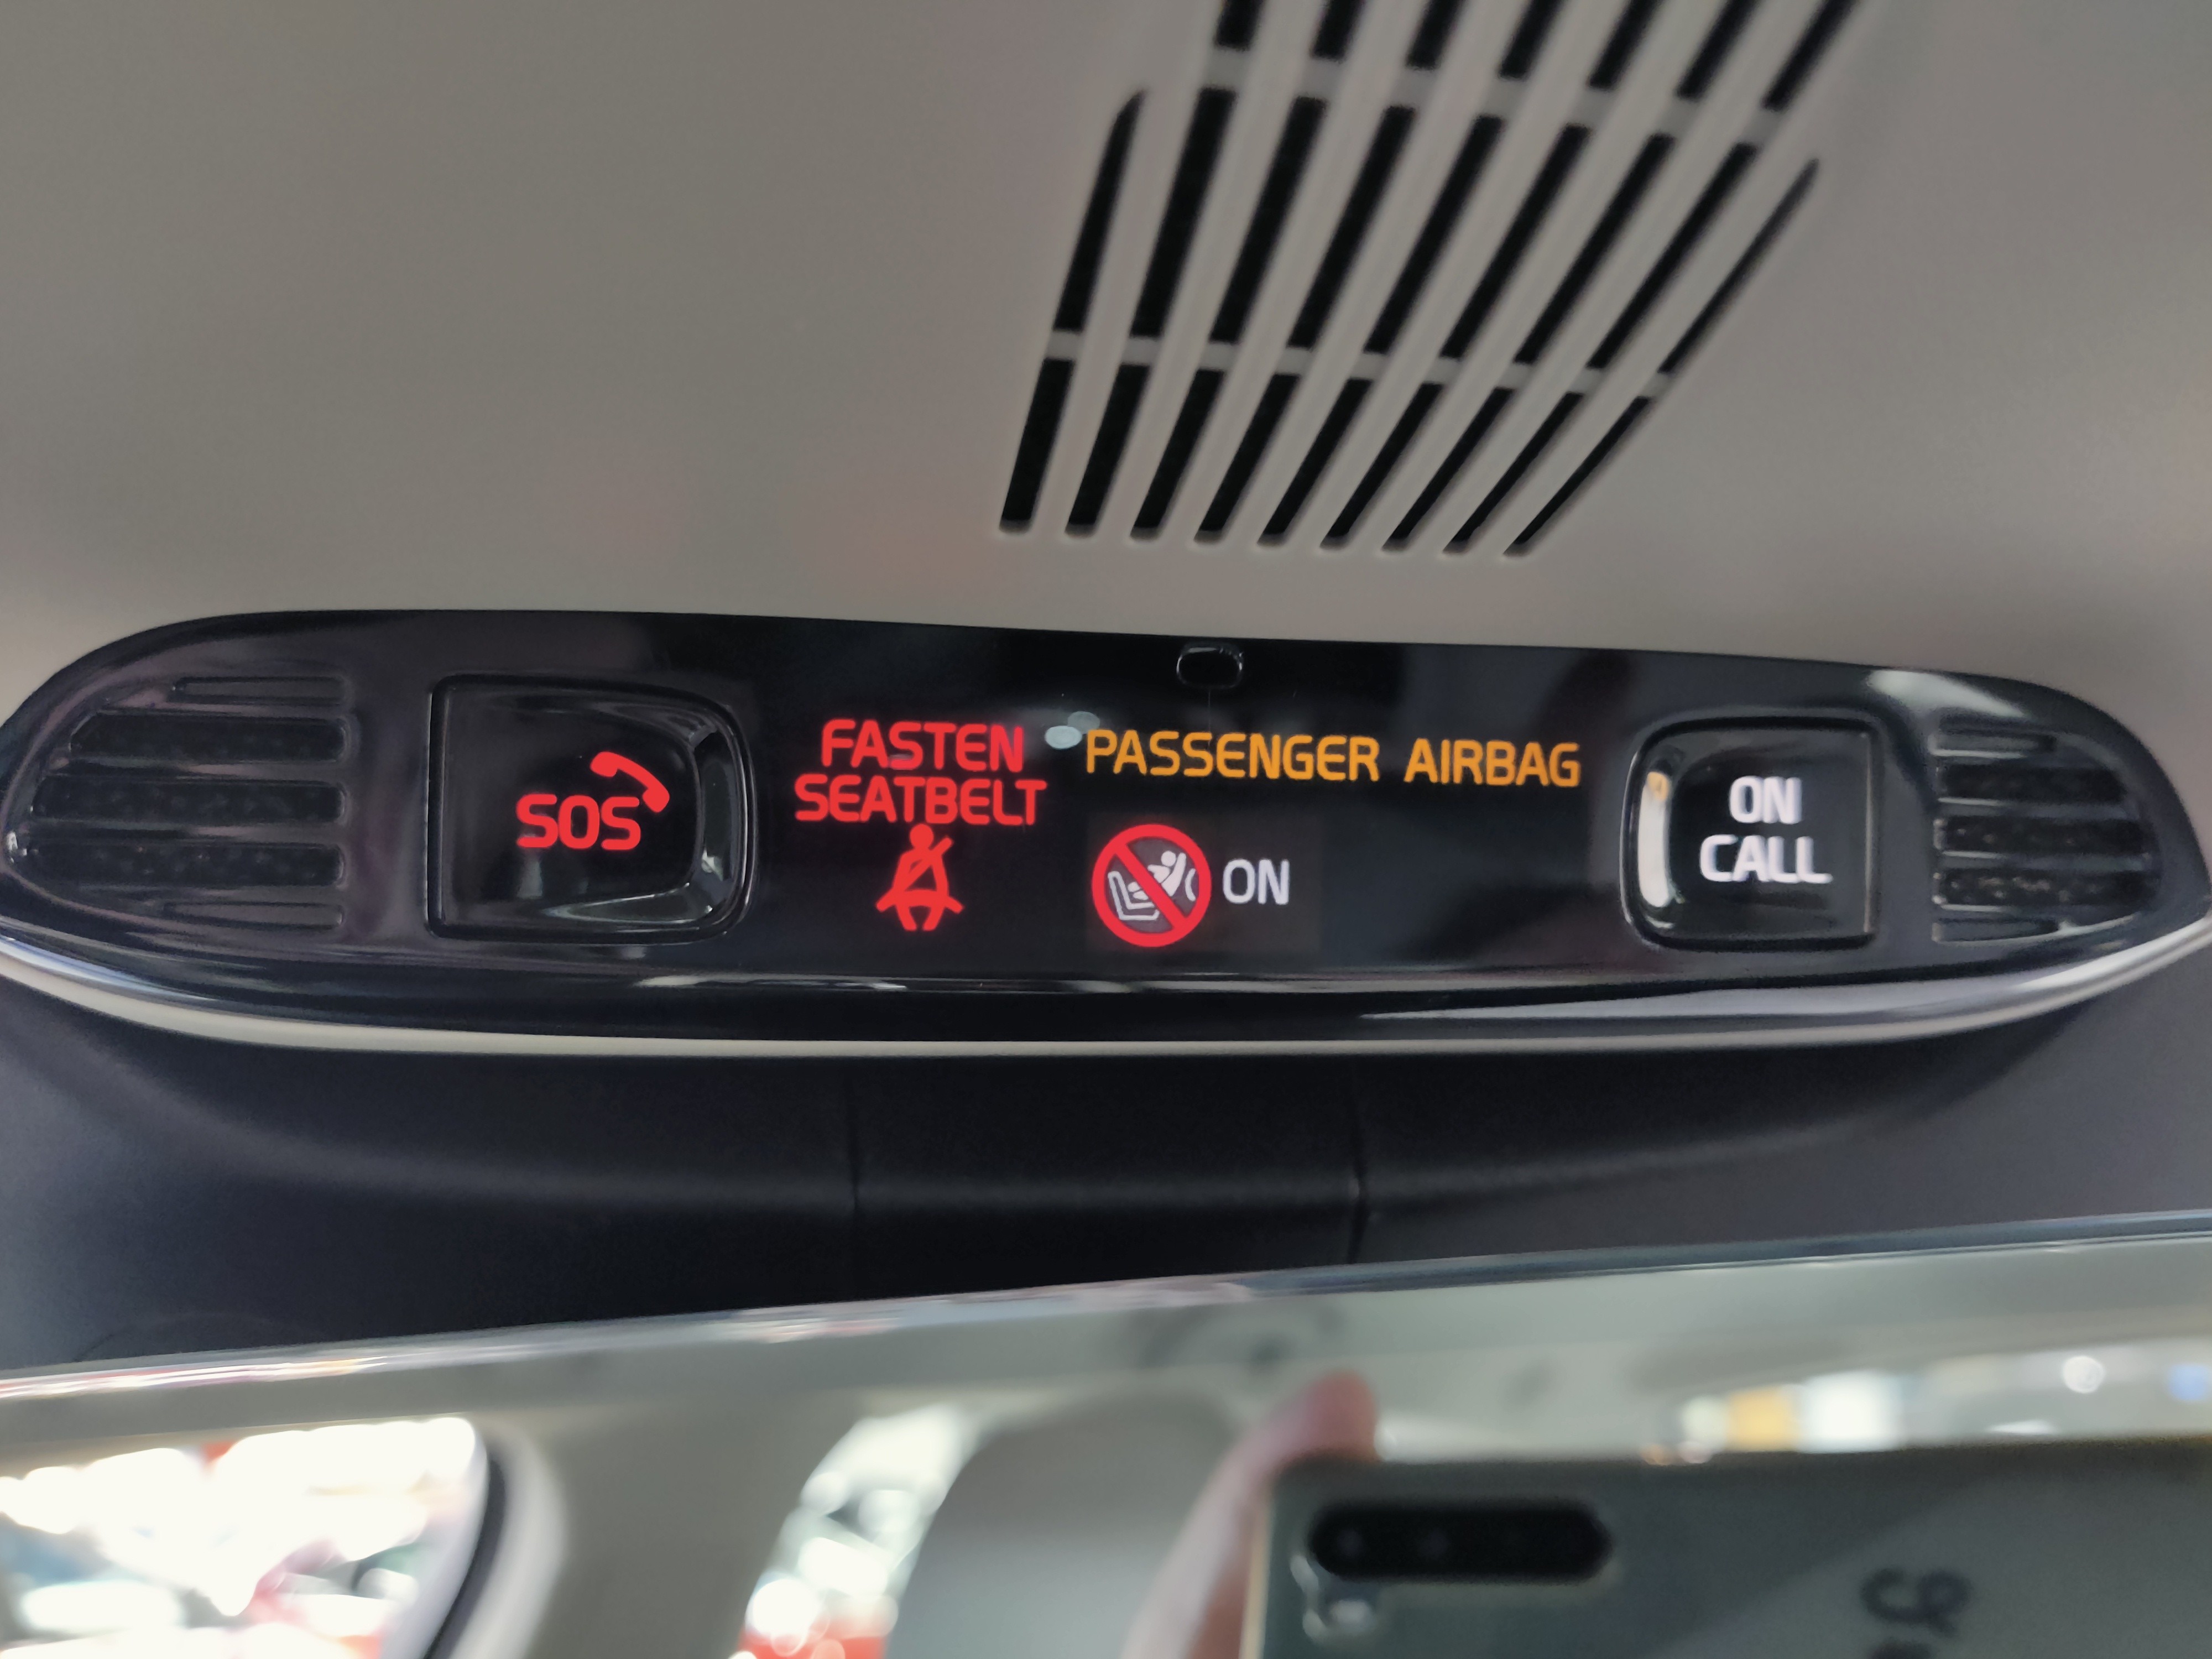 SOS
FASTEN
SEATBELT
PASSENGER AIRBAG
ON
ON
CALL